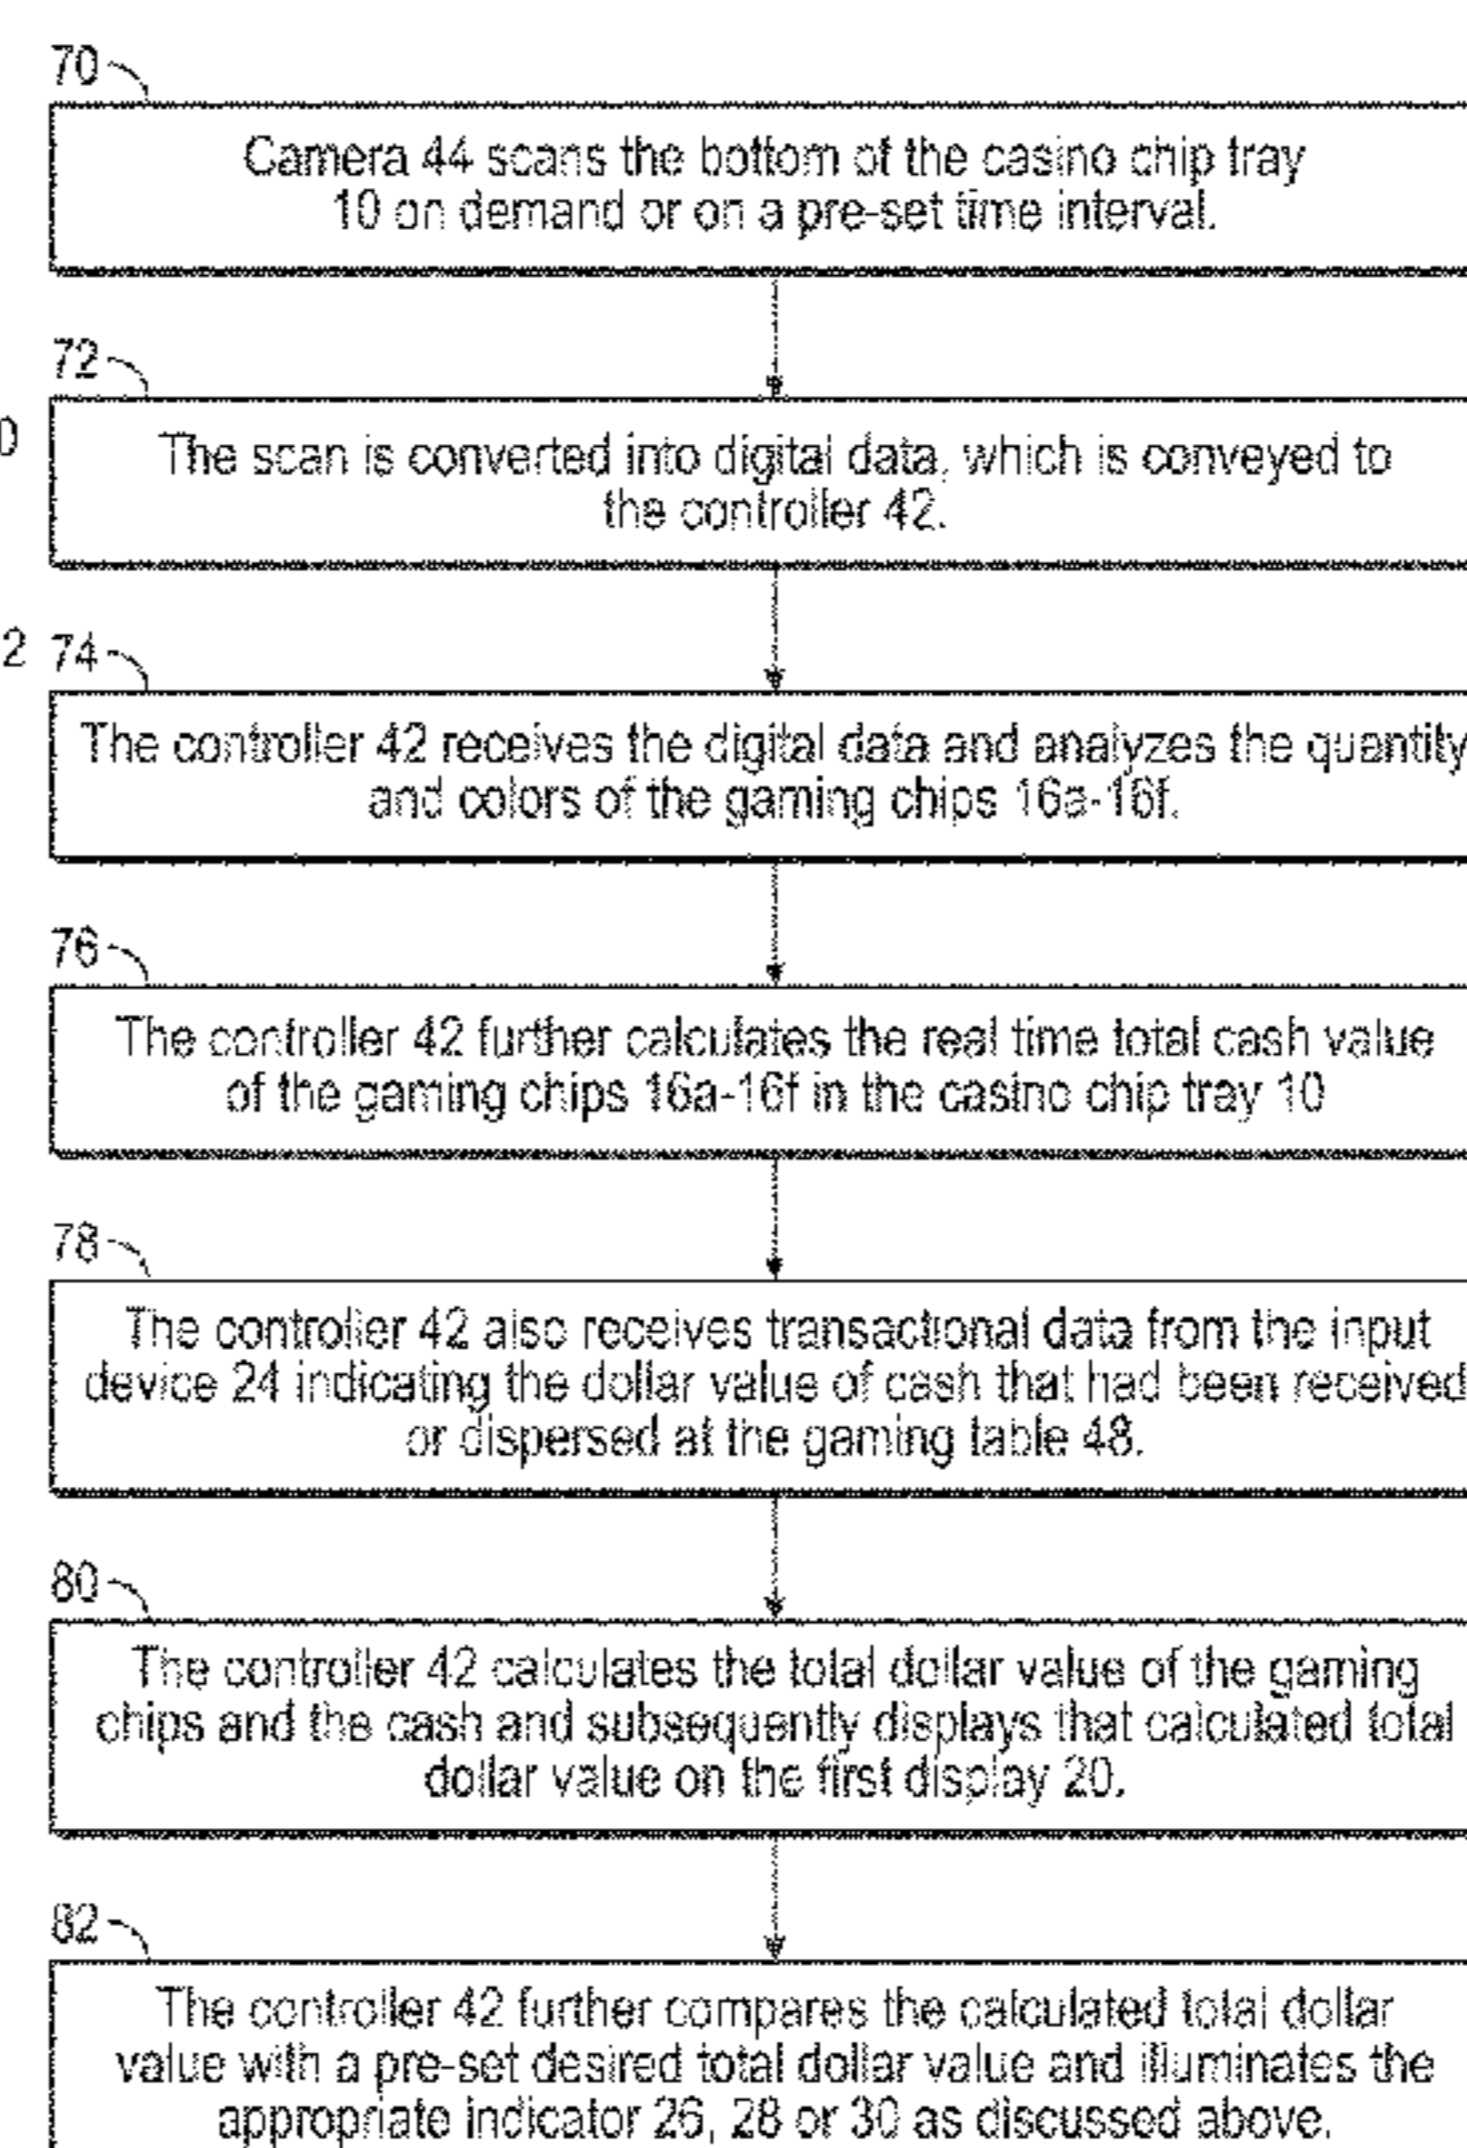 70
Camera 44 scans the bottom of the casino chip tray
10 on demand or on a pre-set time interval.
72
0
The scan is converted into digital data, which is conveyed to
the controller 42.
2 74
The controller 42 receives the digital data and analyzes the quantity
and colors of the gaming chips 16a-16f.
76
The controller 42 further calculates the real time total cash value
of the gaming chips 16a-16f in the casino chip tray 10
78
The controller 42 also receives transactional data from the input
device 24 indicating the dollar value of cash that had been received
or dispersed at the gaming table 48.
80
The controller 42 calculates the total dollar value of the gaming
chips and the cash and subsequently displays that calculated total
dollar value on the first display 20.
82
The controller 42 further compares the calculated total dollar
value with a pre-set desired total dollar value and illuminates the
appropriate indicator 26, 28 or 30 as discussed above.